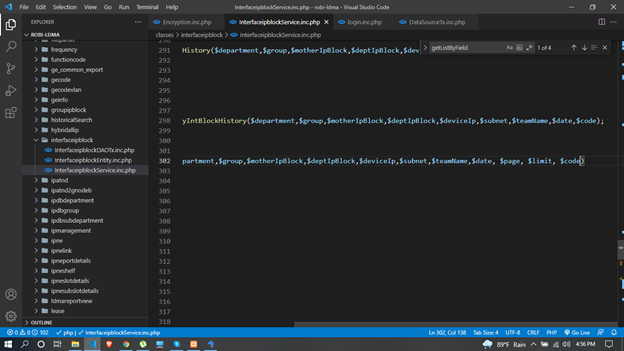 File Edit Selection View Go Run Terminal Help
InterfaceipblockService.inc.php - robi-ldma - Visual Studio Code
EXPLORER
ROBI-LDMA
frequency
functioncode
ge_common_export
gecode
gecodevlan
geinfo
groupipblock
historicalSearch
hybridallip
interfaceipblock
InterfaceipblockDAOTx.inc.php
InterfaceipblockEntity.inc.php
InterfaceipblockService.inc.php
ipatnd
ipatnd2gnodeb
ipdbdepartment
ipdbgroup
ipdbsubdepartment
ipmanagement
ipne
ipnelink
ipneportdetails
ipneshelf
ipneslotdetails
ipnesubslotdetails
ldmareportview
lease
OUTLINE
Encryption.inc.php
InterfaceipblockService.inc.php
login.inc.php
DataSourceTx.inc.php
classes > interfaceipblock > InterfaceipblockService.inc.php
getListByField
1 of 4
291 History($department,$group,$motherIpBlock,$deptIpBlock,$dev
292
293
294
295
296
297
298 yIntBlockHistory($department,$group,$motherIpBlock,$deptIpBlock,$deviceIp,$subnet,$teamName,$date,$code);
299
300
301
302 partment,$group,$motherIpBlock,$deptIpBlock,$deviceIp,$subnet,$teamName,$date, $page, $limit, $code)
303
304
305
306
307
308
309
310
311
312
313
314
315
316
317
318
0 0 102 php | InterfaceipblockService.inc.php
Ln 302, Col 138 Tab Size: 4 UTF-8 CRLF PHP Go Live
89°F Rain 4:56 PM